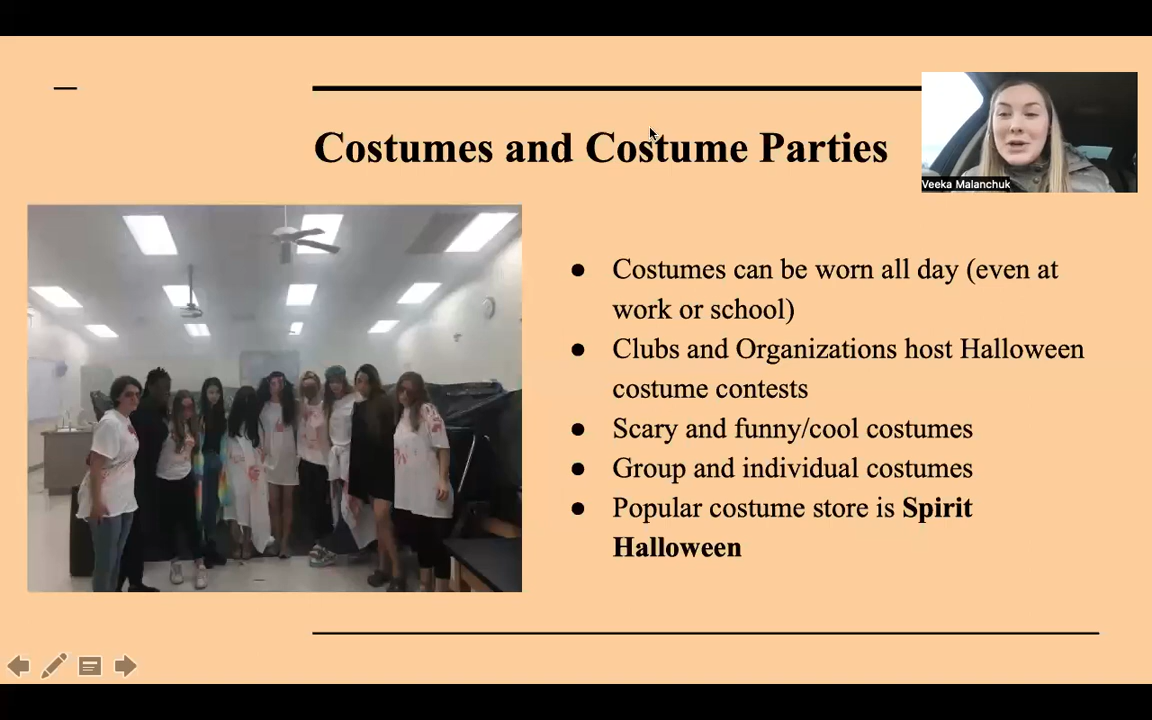 Costumes and Costume Parties
Veeka Malanchuk
● Costumes can be worn all day (even at
work or school)
● Clubs and Organizations host Halloween
costume contests
● Scary and funny/cool costumes
● Group and individual costumes
● Popular costume store is Spirit
Halloween